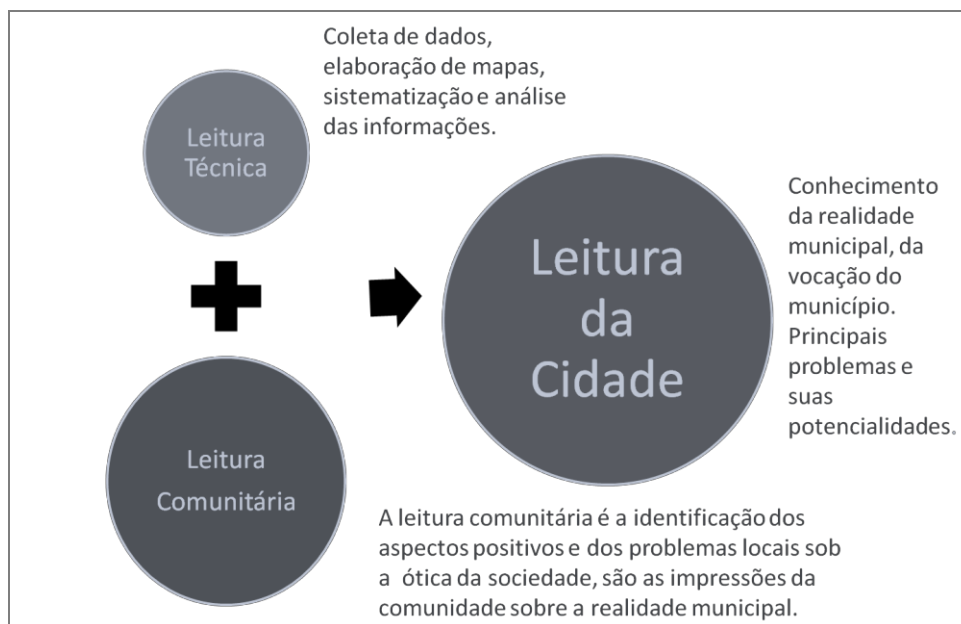 Coleta de dados,
elaboração de mapas,
sistematização e análise
das informações.
Leitura
Técnica
Leitura
da
Cidade
Conhecimento
da realidade
municipal, da
vocação do
município.
Principais
problemas e
suas
potencialidades.
Leitura
Comunitária
A leitura comunitária é a identificação dos
aspectos positivos e dos problemas locais sob
a ótica da sociedade, são as impressões da
comunidade sobre a realidade municipal.